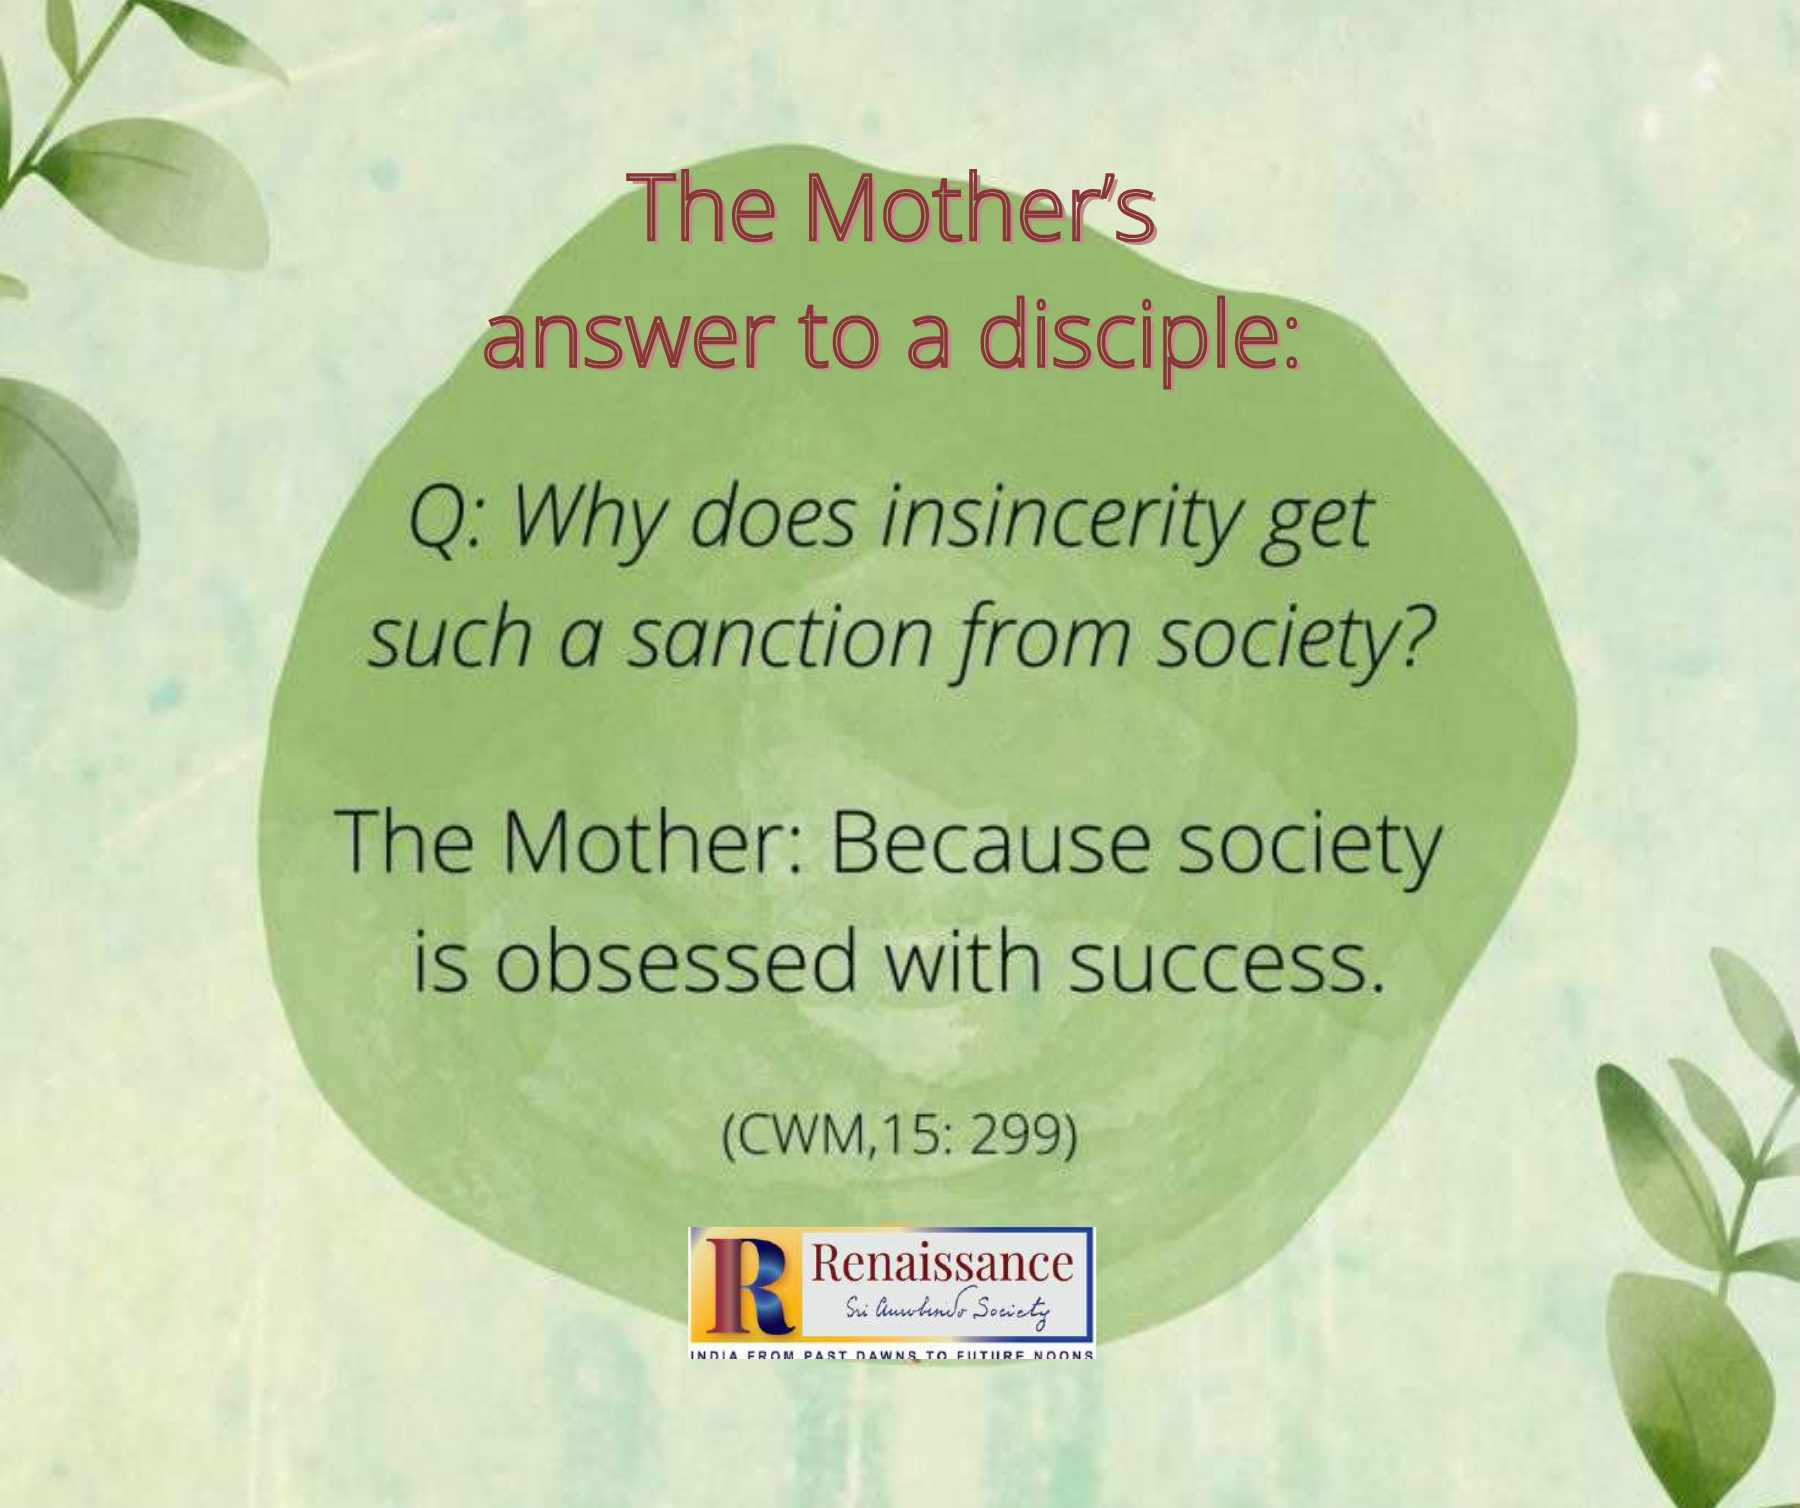 The Mother’s
answer to a disciple:
Q: Why does insincerity get
such a sanction from society?
The Mother: Because society
is obsessed with success.
(CWM,15: 299)
R Renaissance
Sri Aurobindo Society
INDIA FROM PAST DAWNS TO FUTURE NOONS